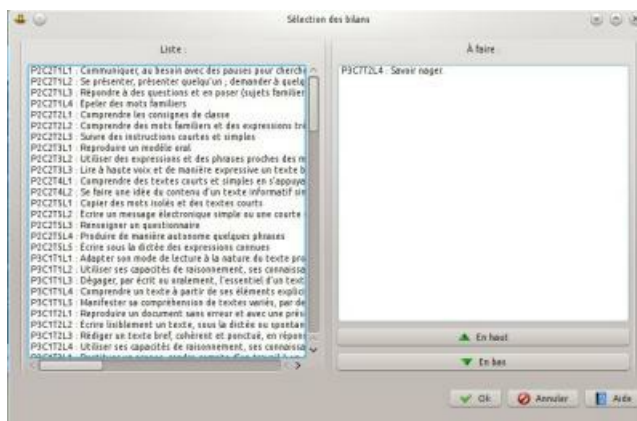 Sélection des bilans
Liste :
P2C2T1L1 : Communiquer, au besoin avec des pauses pour cherche
P2C2T1L2 : Se présenter, présenter quelqu'un ; demander à quelq
P2C2T1L3 : Répondre à des questions et en poser (sujets familier
P2C2T1L4 : Epeler des mots familiers
P2C2T2L1 : Comprendre les consignes de classe
P2C2T2L2 : Comprendre des mots familiers et des expressions trè
P2C2T2L3 : Suivre des instructions courtes et simples
P2C2T3L1 : Reproduire un modèle oral
P2C2T3L2 : Utiliser des expressions et des phrases proches des m
P2C2T3L3 : Lire à haute voix et de manière expressive un texte b
P2C2T4L1 : Comprendre des textes courts et simples en s'appuya
P2C2T4L2 : Se faire une idée du contenu d'un texte informatif sim
P2C2T5L1 : Copier des mots isolés et des textes courts
P2C2T5L2 : Ecrire un message électronique simple ou une courte
P2C2T5L3 : Renseigner un questionnaire
P2C2T5L4 : Produire de manière autonome quelques phrases
P2C2T5L5 : Ecrire sous la dictée des expressions connues
P3C1T1L1 : Adapter son mode de lecture à la nature du texte pro
P3C1T1L2 : Utiliser ses capacités de raisonnement, ses connaissa
P3C1T1L3 : Dégager, par écrit ou oralement, l'essentiel d'un text
P3C1T1L4 : Comprendre un texte à partir de ses éléments explici
P3C1T1L5 : Manifester sa compréhension de textes variés, par de
P3C1T2L1 : Reproduire un document sans erreur et avec une prés
P3C1T2L2 : Ecrire lisiblement un texte, sous la dictée ou spontan
P3C1T2L3 : Rédiger un texte bref, cohérent et ponctué, en répons
P3C1T2L4 : Utiliser ses capacités de raisonnement, ses connaissa
À faire :
P3C7T2L4 : Savoir nager
En haut
En bas
Ok
Annuler
Aide